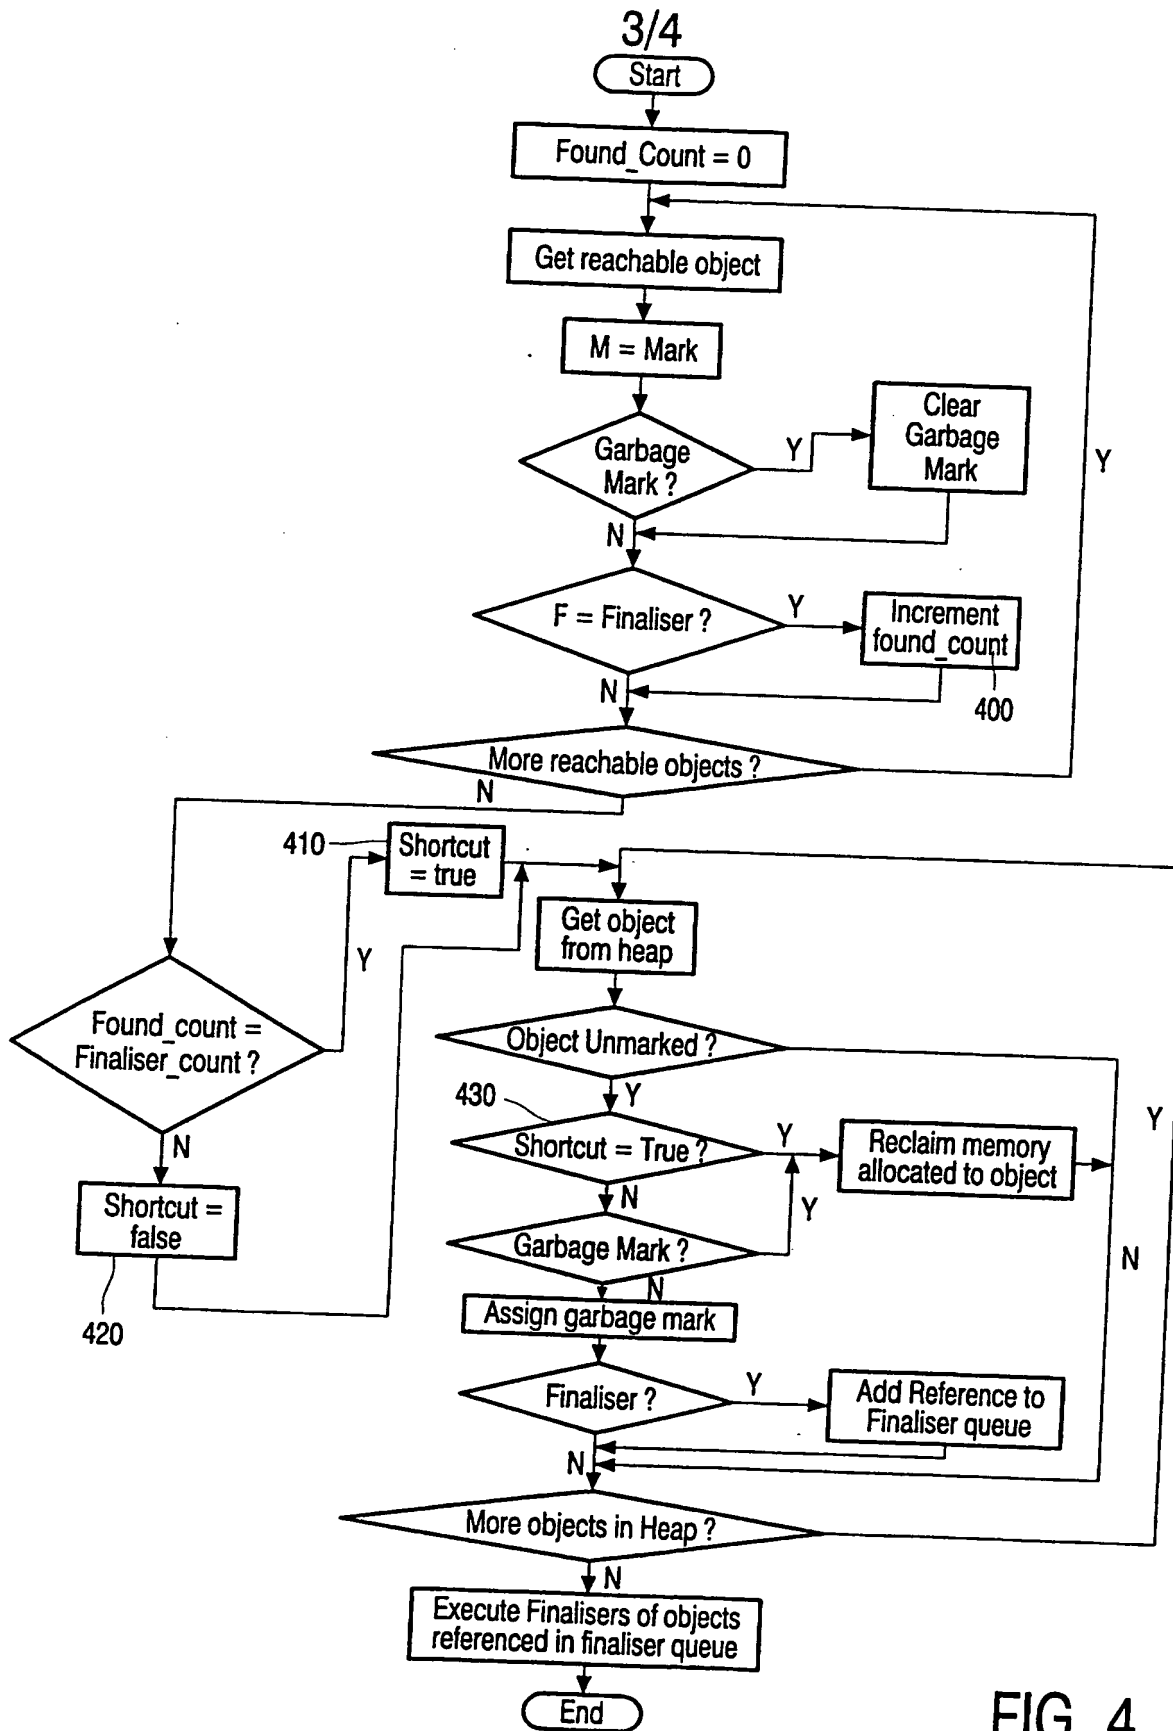 3/4
Start
Found_Count = 0
Get reachable object
M = Mark
Garbage
Mark ?
Y
Clear
Garbage
Mark
Y
N
F = Finaliser ?
Y
Increment
found_count
400
N
More reachable objects ?
N
410
Shortcut
= true
Get object
from heap
Y
Found_count =
Finaliser_count ?
Object Unmarked ?
Y
430
Shortcut = True ?
Y
Reclaim memory
allocated to object
Y
N
N
Y
Shortcut =
false
Garbage Mark ?
N
N
420
Assign garbage mark
Finaliser ?
Y
Add Reference to
Finaliser queue
N
More objects in Heap ?
N
Execute Finalisers of objects
referenced in finaliser queue
End
FIG. 4